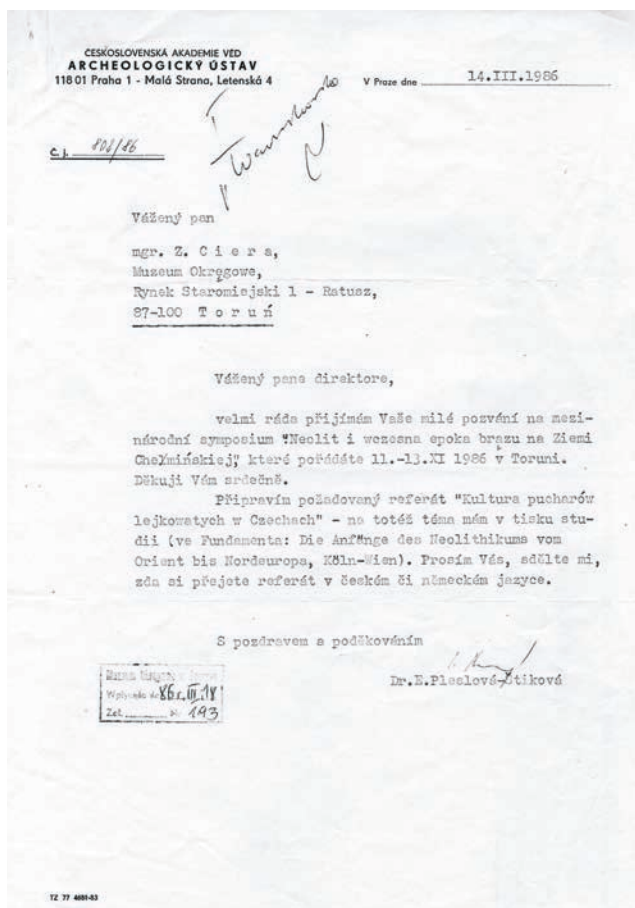 ČESKOSLOVENSKÁ AKADEMIE VĚD
ARCHEOLOGICKÝ ÚSTAV
118 01 Praha 1 - Malá Strana, Letenská 4
V Praze dne 14.III.1986
č. j. 801/86
Vážený pan
mgr. Z. C i e r a,
Muzeum Okręgowe,
Rynek Staromiejski 1 - Ratusz,
87-100 T o r u ń
Vážený pane direktore,
velmi ráda přijímám Vaše milé pozvání na mezi-
národní symposium "Neolit i wczesna epoka brazu na Ziemi
Chełmińskiej", které pořádáte 11.-13.XI 1986 v Toruni.
Děkuji Vám srdečně.
Připravím požadovaný referát "Kultura pucharów
lejkowatych w Czechach" - na totéž téma mám v tisku stu-
dii (ve Fundamenta: Die Anfänge des Neolithikums vom
Orient bis Nordeuropa, Köln-Wien). Prosím Vás, sdělte mi,
zda si přejete referát v českém či německém jazyce.
S pozdravem a poděkováním
Dr.E.Pleslová-Štiková
86 r. III. 18
193
TZ 77 4681-83